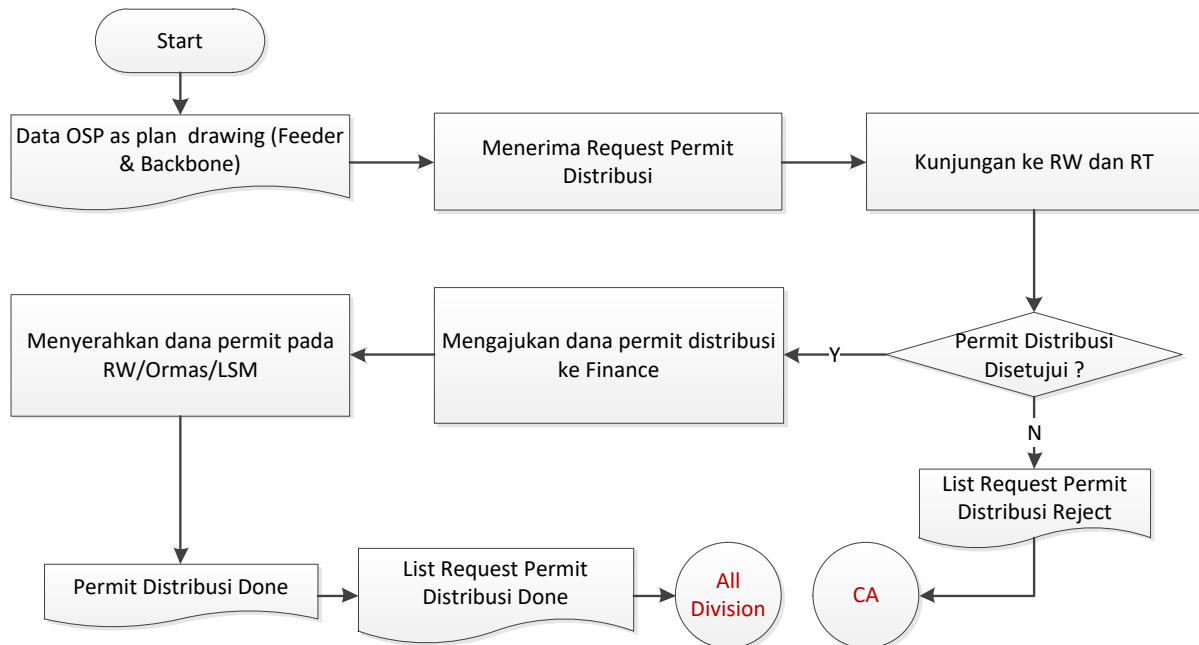 Start
Data OSP as plan  drawing (Feeder
& Backbone)
Menerima Request Permit
Distribusi
Kunjungan ke RW dan RT
Permit Distribusi
Disetujui ?
Y
N
Mengajukan dana permit distribusi
ke Finance
Menyerahkan dana permit pada
RW/Ormas/LSM
List Request Permit
Distribusi Reject
Permit Distribusi Done
List Request Permit
Distribusi Done
All
Division
CA